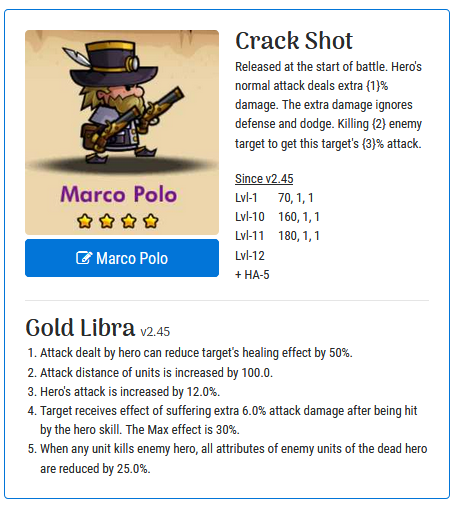 Crack Shot
Released at the start of battle. Hero's
normal attack deals extra {1}%
damage. The extra damage ignores
defense and dodge. Killing {2} enemy
target to get this target's {3}% attack.
Since v2.45
Lvl-1 70, 1, 1
Lvl-10 160, 1, 1
Lvl-11 180, 1, 1
Lvl-12
+ HA-5
Marco Polo
Marco Polo
Gold Libra v2.45
1. Attack dealt by hero can reduce target's healing effect by 50%.
2. Attack distance of units is increased by 100.0.
3. Hero's attack is increased by 12.0%.
4. Target receives effect of suffering extra 6.0% attack damage after being hit
by the hero skill. The Max effect is 30%.
5. When any unit kills enemy hero, all attributes of enemy units of the dead hero
are reduced by 25.0%.